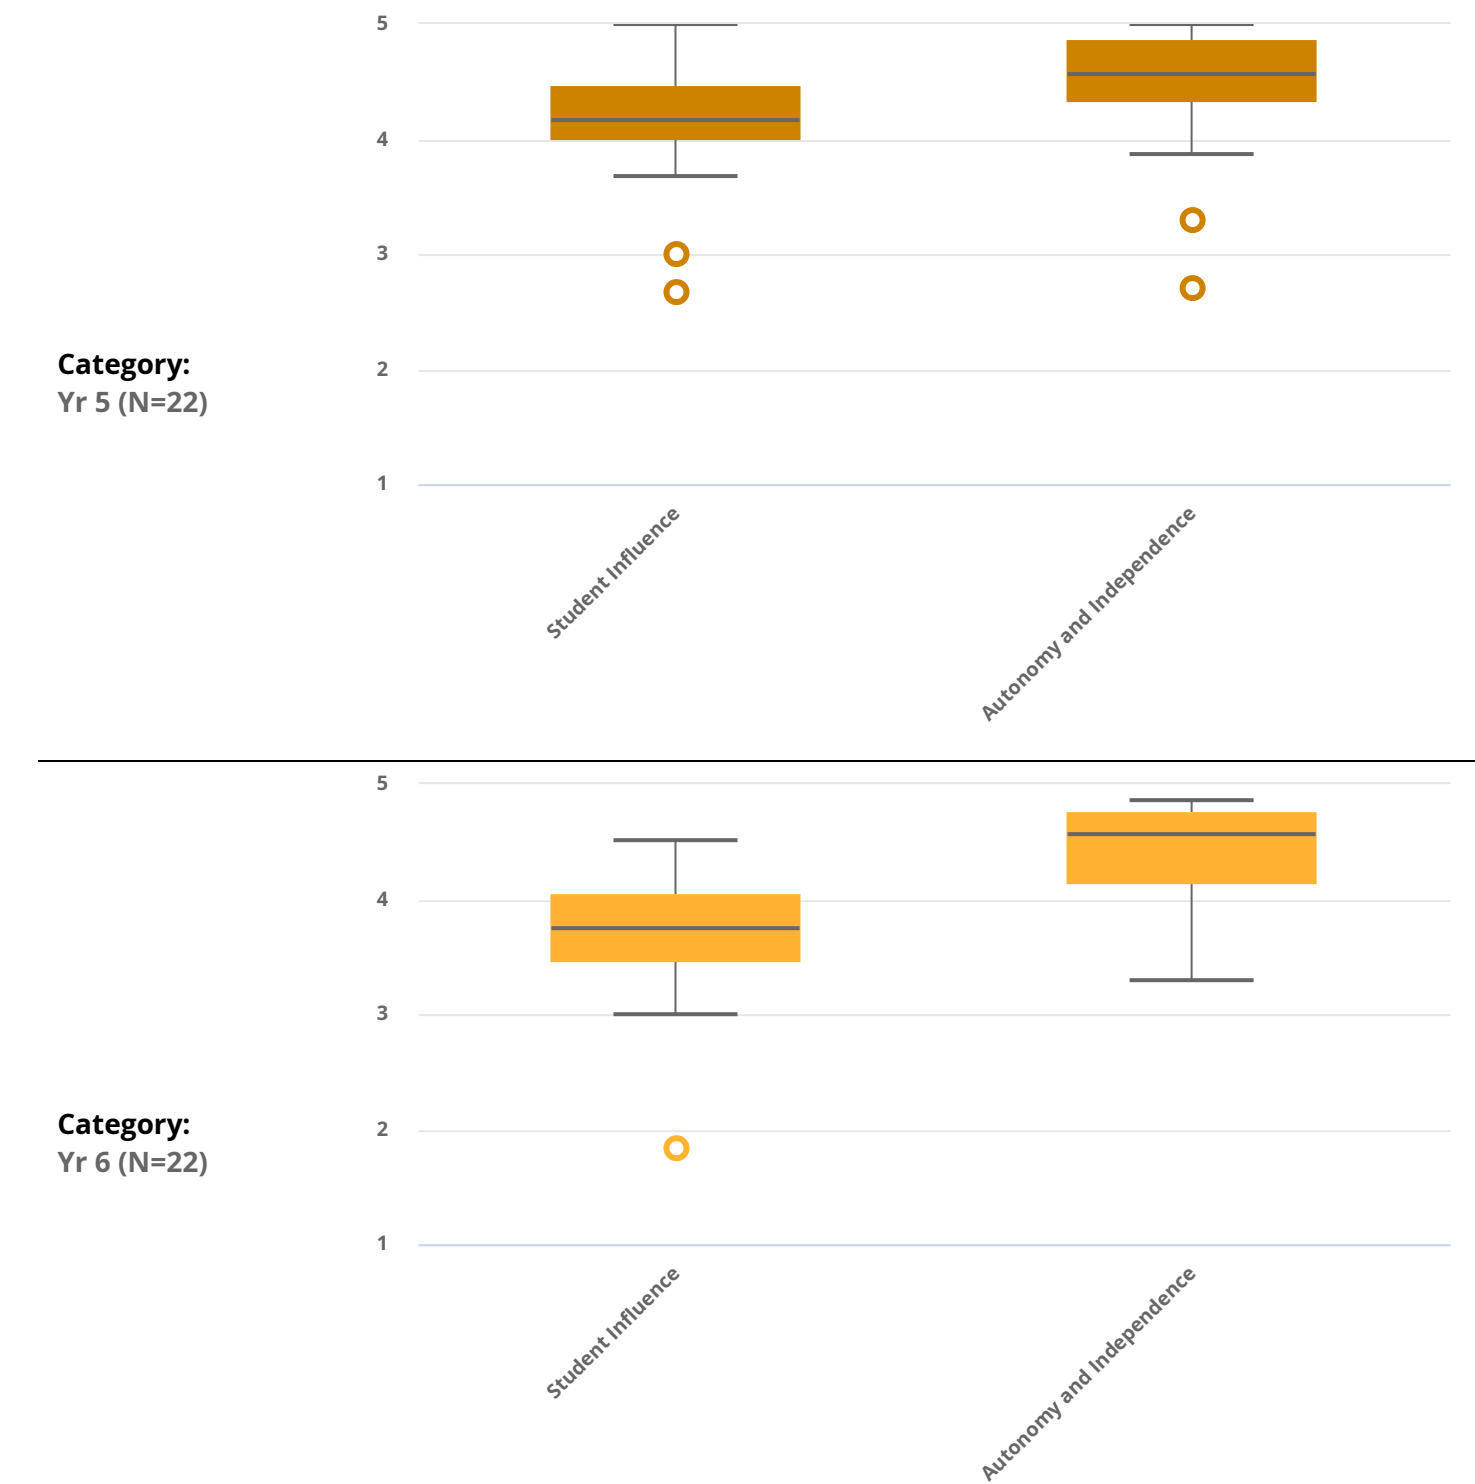 5
4
3
2
1
Category:
Yr 5 (N=22)
Student Influence
Autonomy and Independence
5
4
3
2
1
Category:
Yr 6 (N=22)
Student Influence
Autonomy and Independence